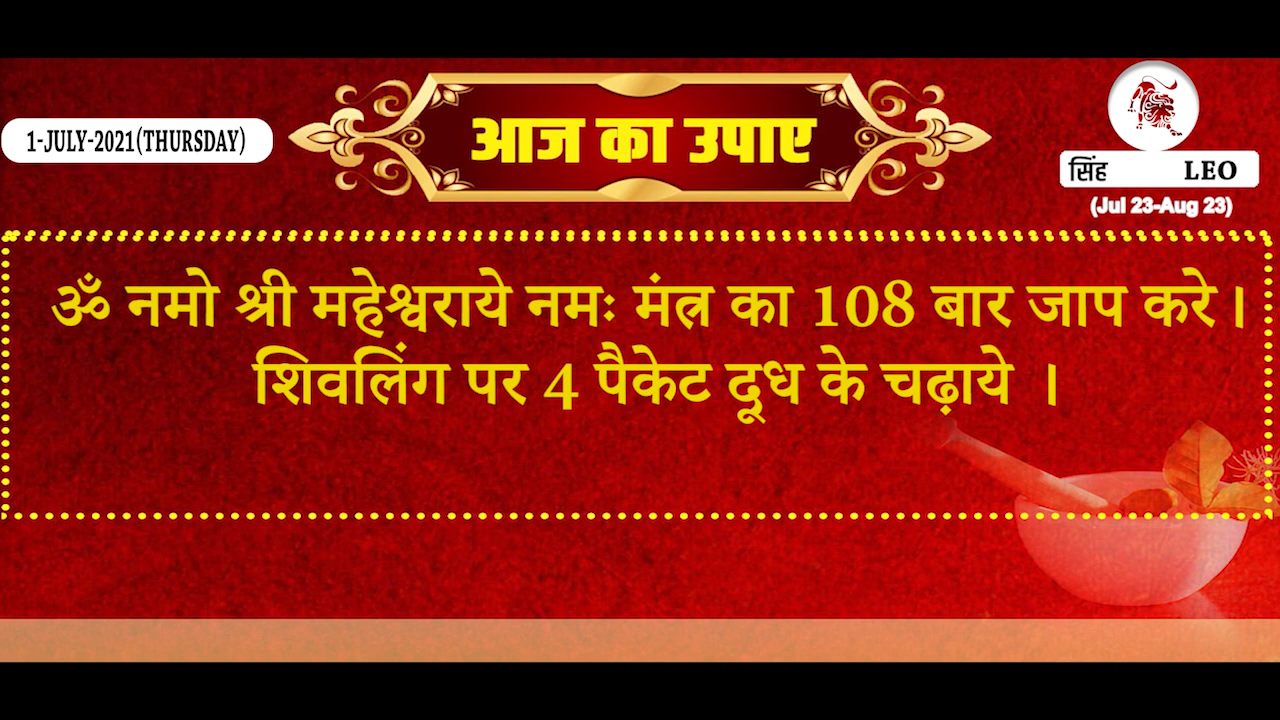 1-JULY-2021(THURSDAY)
आज का उपाए
सिंह LEO
(Jul 23-Aug 23)
ॐ नमो श्री महेश्वराये नमः मंत्र का 108 बार जाप करे।
शिवलिंग पर 4 पैकेट दूध के चढ़ाये ।